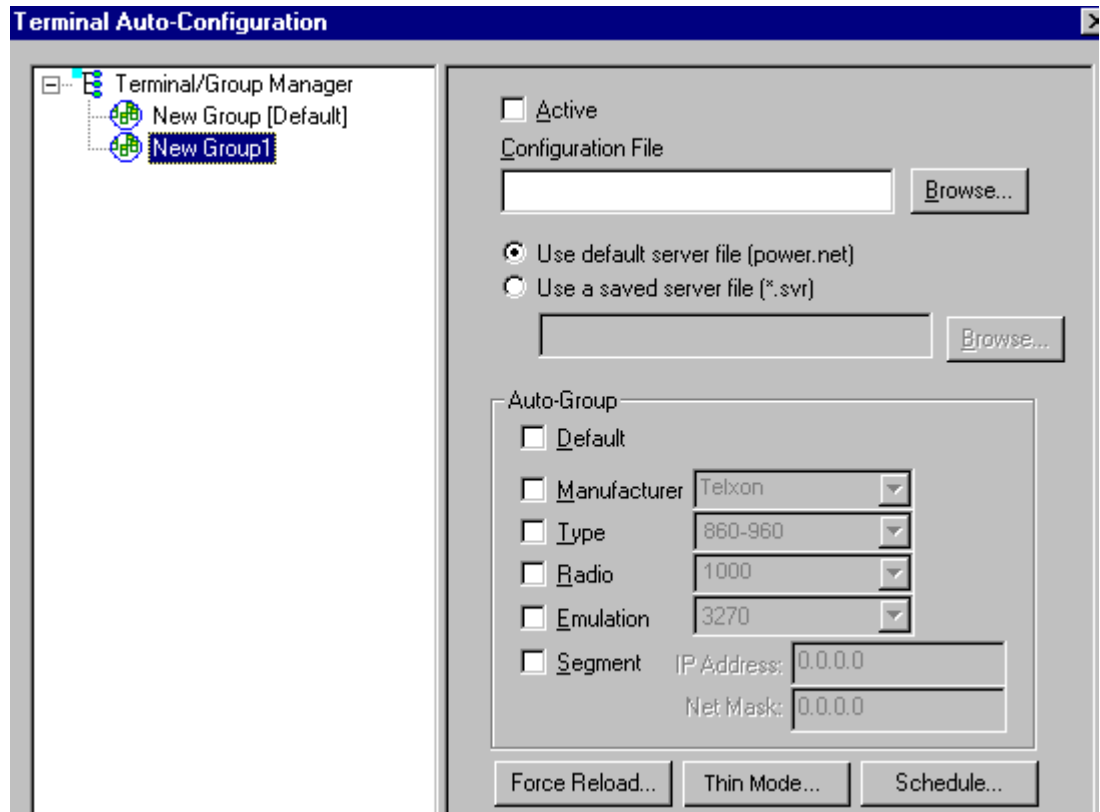 Terminal Auto-Configuration
Terminal/Group Manager
New Group [Default]
New Group1
Active
Configuration File
Browse...
Use default server file (power.net)
Use a saved server file (*.svr)
Browse...
Auto-Group
Default
Manufacturer Telxon
Type 860-960
Radio 1000
Emulation 3270
Segment IP Address: 0.0.0.0
Net Mask: 0.0.0.0
Force Reload... Thin Mode... Schedule...